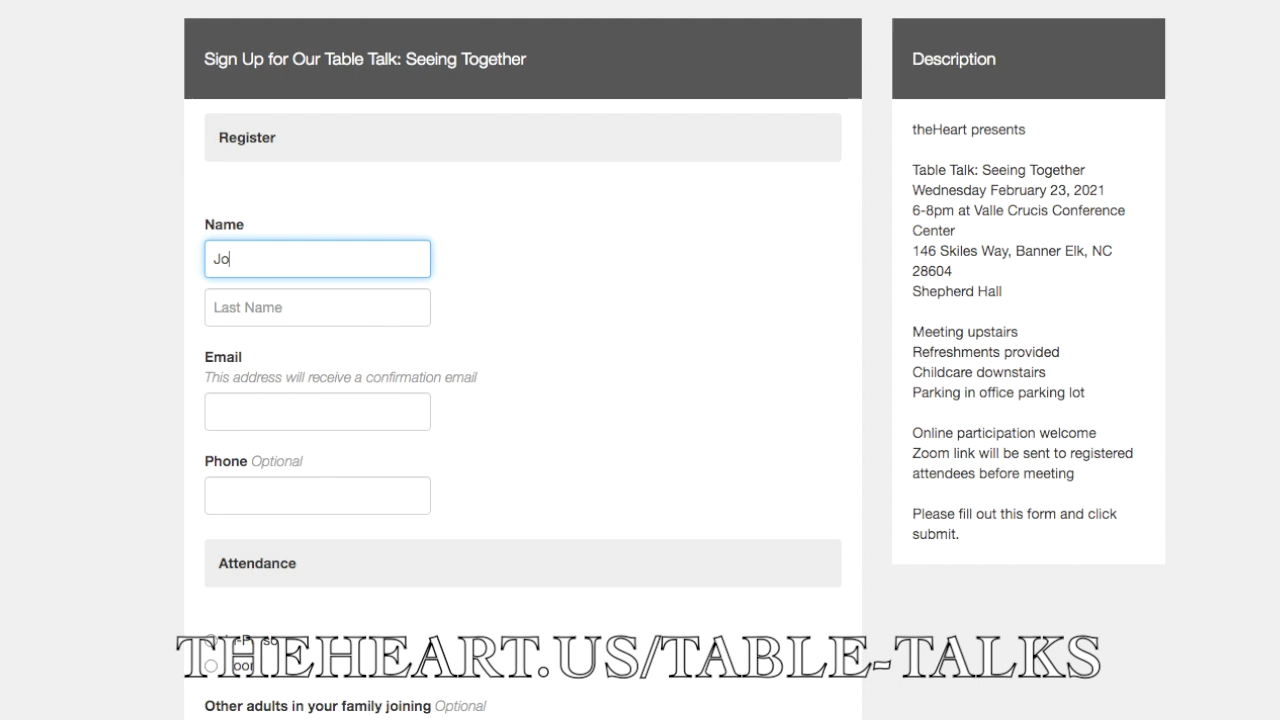 Sign Up for Our Table Talk: Seeing Together
Register
Name
Jo
Last Name
Email
This address will receive a confirmation email
Phone Optional
Attendance
THEHEART.US/TABLE-TALKS
Other adults in your family joining Optional
Description
theHeart presents
Table Talk: Seeing Together
Wednesday February 23, 2021
6-8pm at Valle Crucis Conference
Center
146 Skiles Way, Banner Elk, NC
28604
Shepherd Hall
Meeting upstairs
Refreshments provided
Childcare downstairs
Parking in office parking lot
Online participation welcome
Zoom link will be sent to registered
attendees before meeting
Please fill out this form and click
submit.